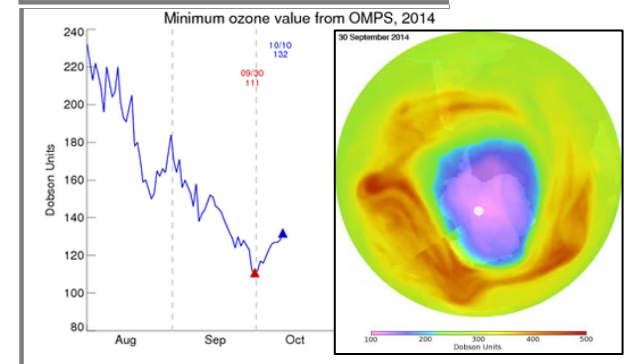 Minimum ozone value from OMPS, 2014
240
220
200
180
160
140
120
100
80
Dobson Units
10/10
132
09/30
111
Aug Sep Oct
30 September 2014
100 200 300 400 500
Dobson Units